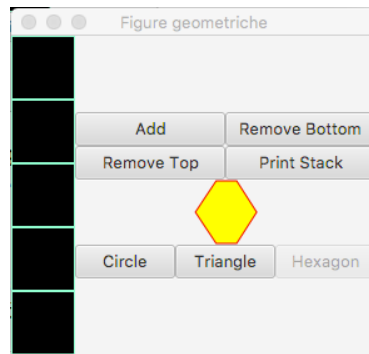 Figure geometriche
Add Remove Bottom
Remove Top Print Stack
Circle Triangle Hexagon